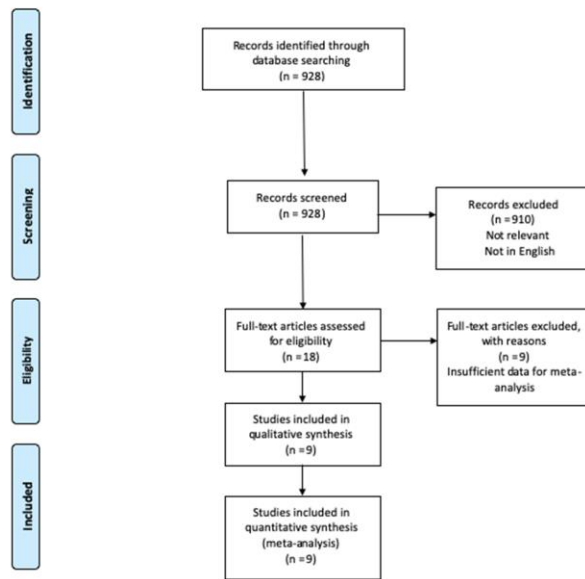 Identification
Records identified through
database searching
(n = 928)
Screening
Records screened
(n = 928)
Records excluded
(n = 910)
Not relevant
Not in English
Eligibility
Full-text articles assessed
for eligibility
(n = 18)
Full-text articles excluded,
with reasons
(n = 9)
Insufficient data for meta-
analysis
Studies included in
qualitative synthesis
(n = 9)
Included
Studies included in
quantitative synthesis
(meta-analysis)
(n = 9)